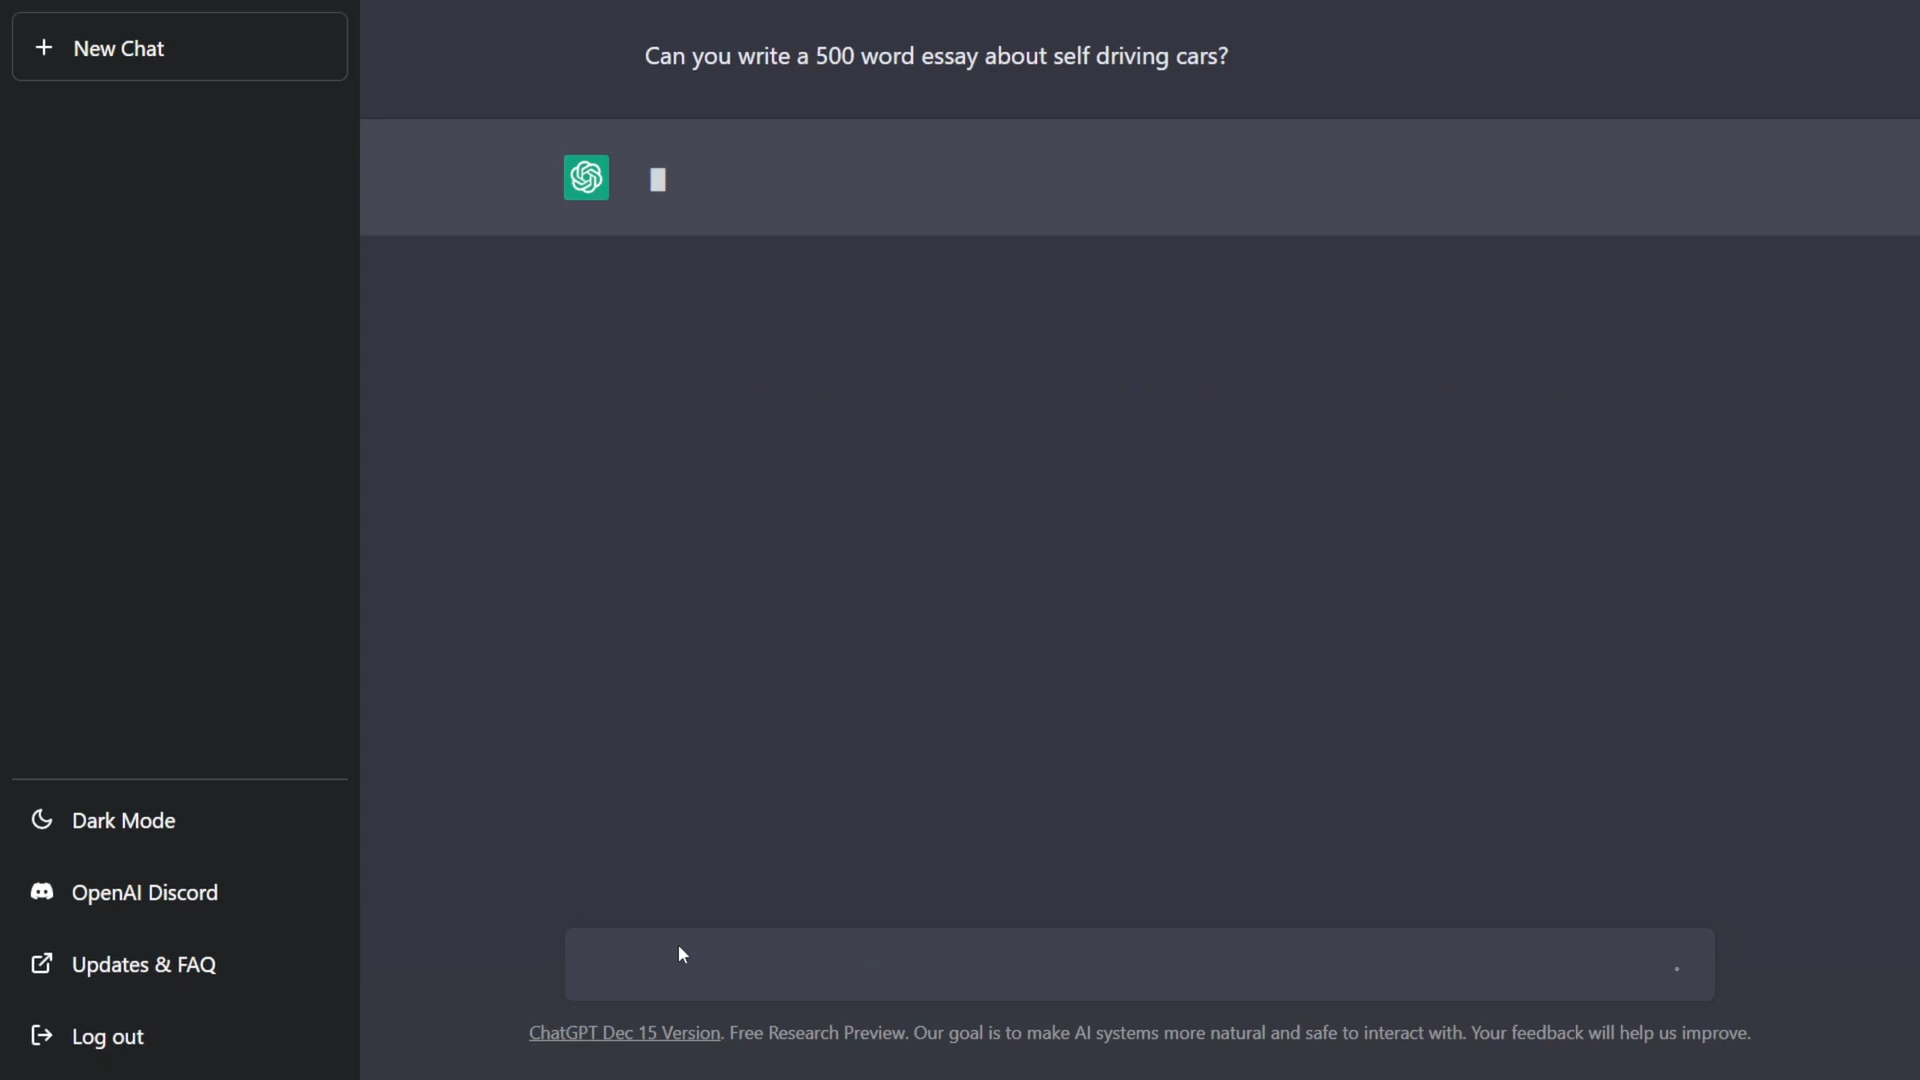 New Chat
Can you write a 500 word essay about self driving cars?
Dark Mode
OpenAI Discord
Updates & FAQ
Log out
ChatGPT Dec 15 Version. Free Research Preview. Our goal is to make AI systems more natural and safe to interact with. Your feedback will help us improve.